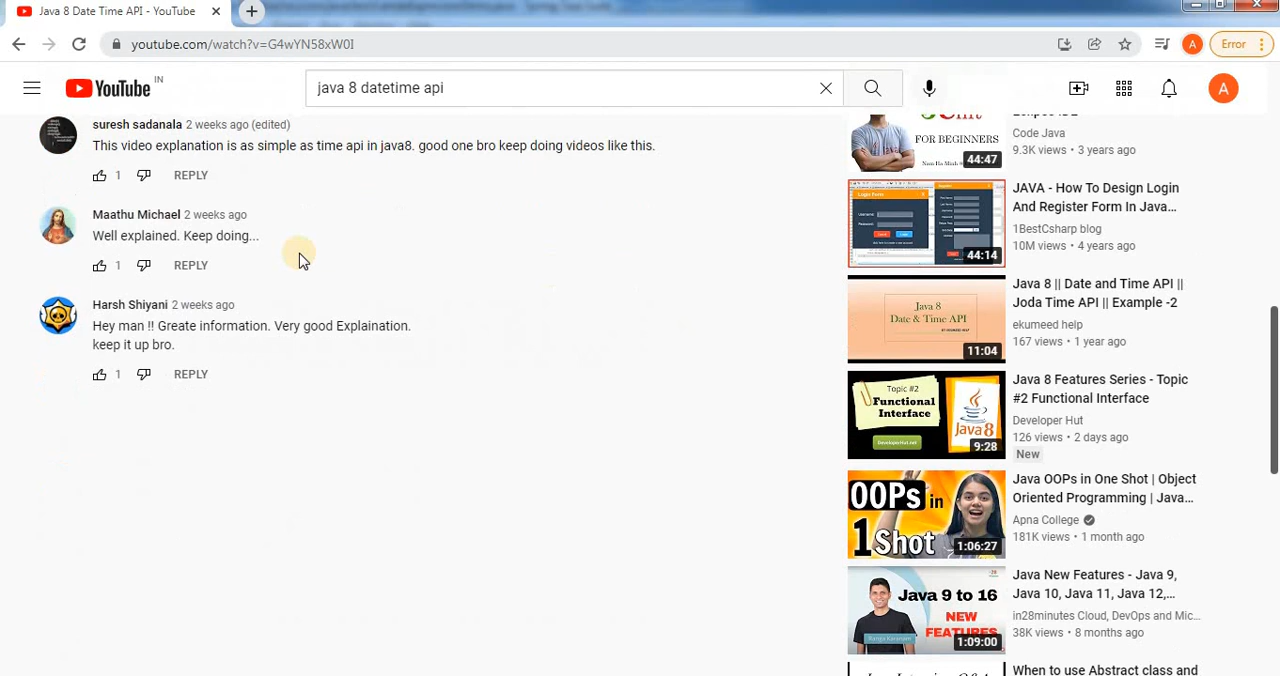 Java 8 Date Time API - YouTube
youtube.com/watch?v=G4wYN58xW0I
Error
YouTube IN
java 8 datetime api
A
A
suresh sadanala 2 weeks ago (edited)
This video explanation is as simple as time api in java8. good one bro keep doing videos like this.
1 REPLY
Maathu Michael 2 weeks ago
Well explained. Keep doing...
1 REPLY
Harsh Shiyani 2 weeks ago
Hey man !! Greate information. Very good Explaination.
keep it up bro.
1 REPLY
FOR BEGINNERS
44:47
Code Java
9.3K views • 3 years ago
44:14
JAVA - How To Design Login
And Register Form In Java...
1BestCsharp blog
10M views • 4 years ago
Java 8
Date & Time API
11:04
Java 8 || Date and Time API ||
Joda Time API || Example -2
ekumeed help
167 views • 1 year ago
Topic #2
Functional
Interface
Java8
DeveloperHut.net
9:28
Java 8 Features Series - Topic
#2 Functional Interface
Developer Hut
126 views • 2 days ago
New
OOPs in
1 Shot
1:06:27
Java OOPs in One Shot | Object
Oriented Programming | Java...
Apna College
181K views • 1 month ago
Java 9 to 16
NEW
FEATURES
1:09:00
Java New Features - Java 9,
Java 10, Java 11, Java 12,...
in28minutes Cloud, DevOps and Mic...
38K views • 8 months ago
When to use Abstract class and